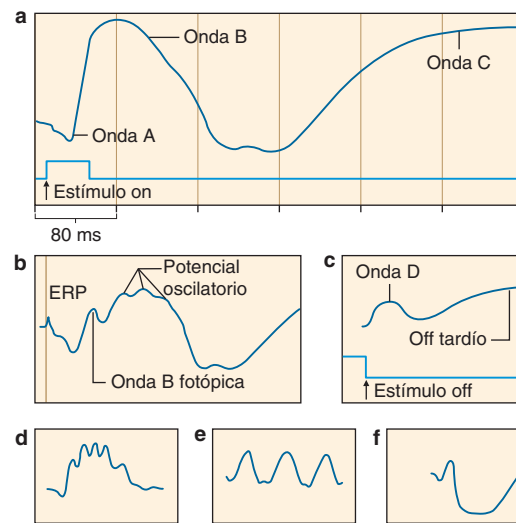 a
Onda B
Onda C
Onda A
Estímulo on
80 ms
b
Potencial
oscilatorio
ERP
Onda B fotópica
c
Onda D
Off tardío
Estímulo off
d
e
f